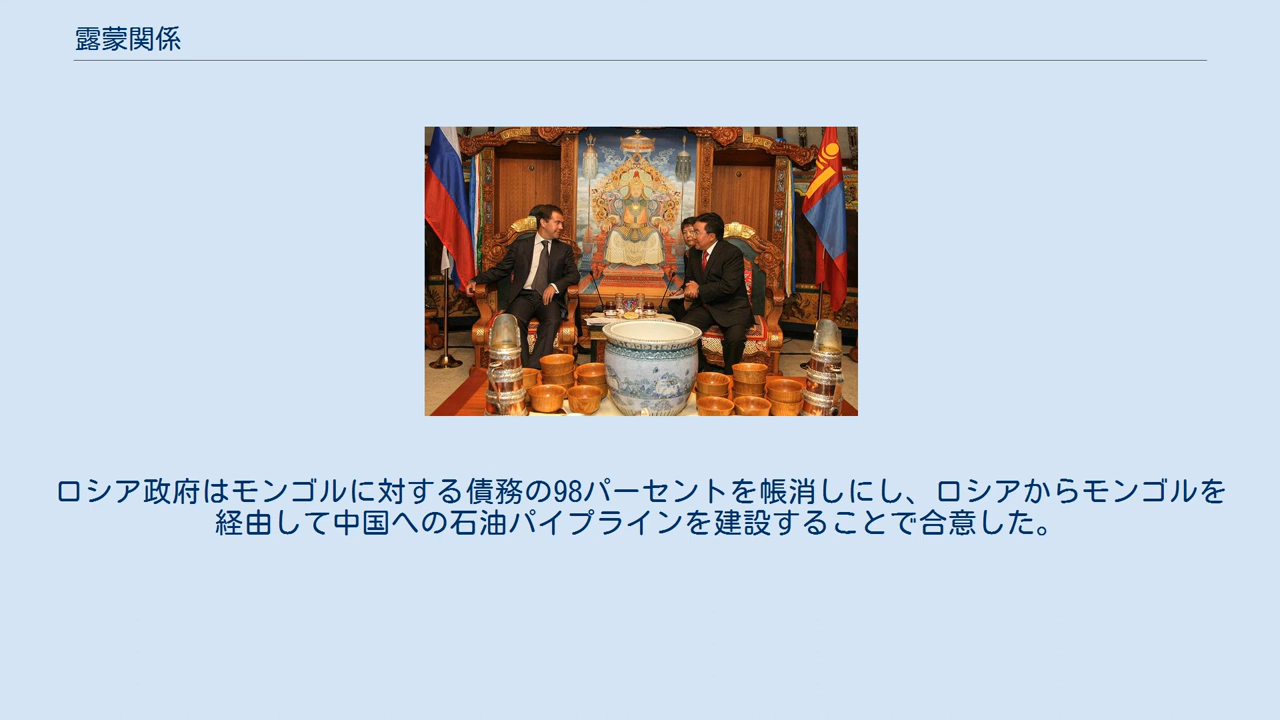 露蒙関係
ロシア政府はモンゴルに対する債務の98パーセントを帳消しにし、ロシアからモンゴルを
経由して中国への石油パイプラインを建設することで合意した。